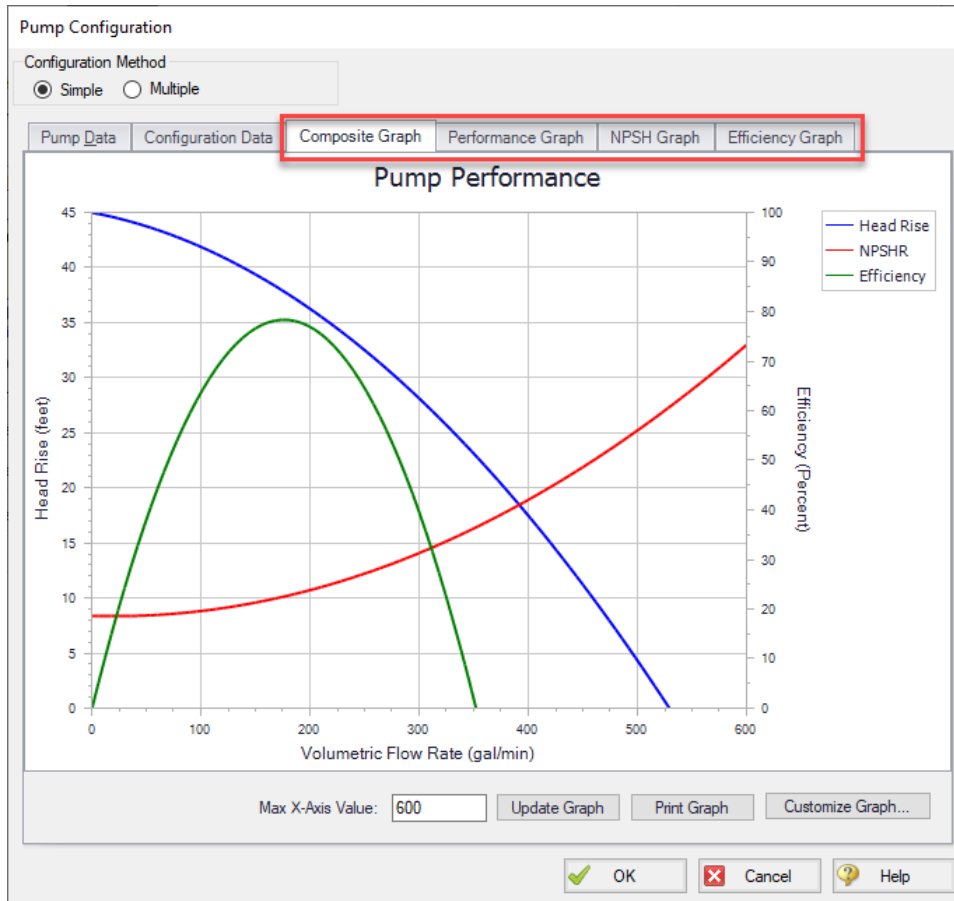 Pump Configuration
Configuration Method
Simple Multiple
Pump Data Configuration Data Composite Graph Performance Graph NPSH Graph Efficiency Graph
Pump Performance
45 100
Head Rise
NPSHR
Efficiency
40 90
35 80
30 70
25 60
20 50
15 40
10 30
5 20
0 10
0
Head Rise (feet)
Efficiency (Percent)
0 100 200 300 400 500 600
Volumetric Flow Rate (gal/min)
Max X-Axis Value: 600 Update Graph Print Graph Customize Graph...
OK Cancel Help